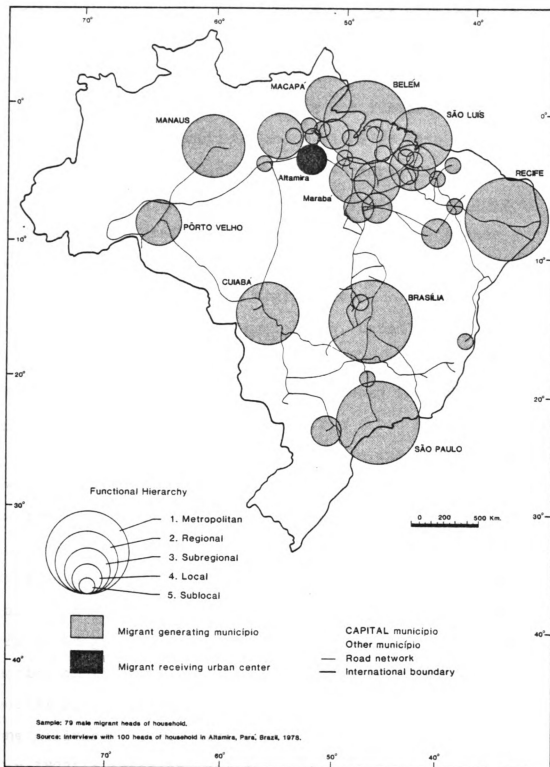 70° 60° 50° 40°
0°
MACAPÁ
BELÉM
MANAUS
SÃO LUÍS
Altamira
RECIFE
Marabá
PÔRTO VELHO
10°
CUIABÁ
BRASÍLIA
20°
SÃO PAULO
30°
40°
0°
10°
20°
30°
40°
0 200 500 Km.
Functional Hierarchy
1. Metropolitan
2. Regional
3. Subregional
4. Local
5. Sublocal
Migrant generating município
Migrant receiving urban center
CAPITAL município
Other município
Road network
International boundary
Sample: 79 male migrant heads of household.
Source: Interviews with 100 heads of household in Altamira, Pará, Brazil, 1978.
70° 60° 50° 40°